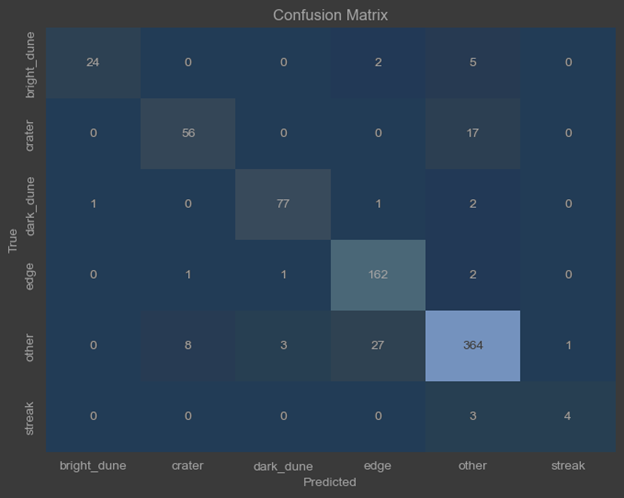 Confusion Matrix
True
bright_dune 24 0 0 2 5 0
crater 0 56 0 0 17 0
dark_dune 1 0 77 1 2 0
edge 0 1 1 162 2 0
other 0 8 3 27 364 1
streak 0 0 0 0 3 4
bright_dune crater dark_dune edge other streak
Predicted